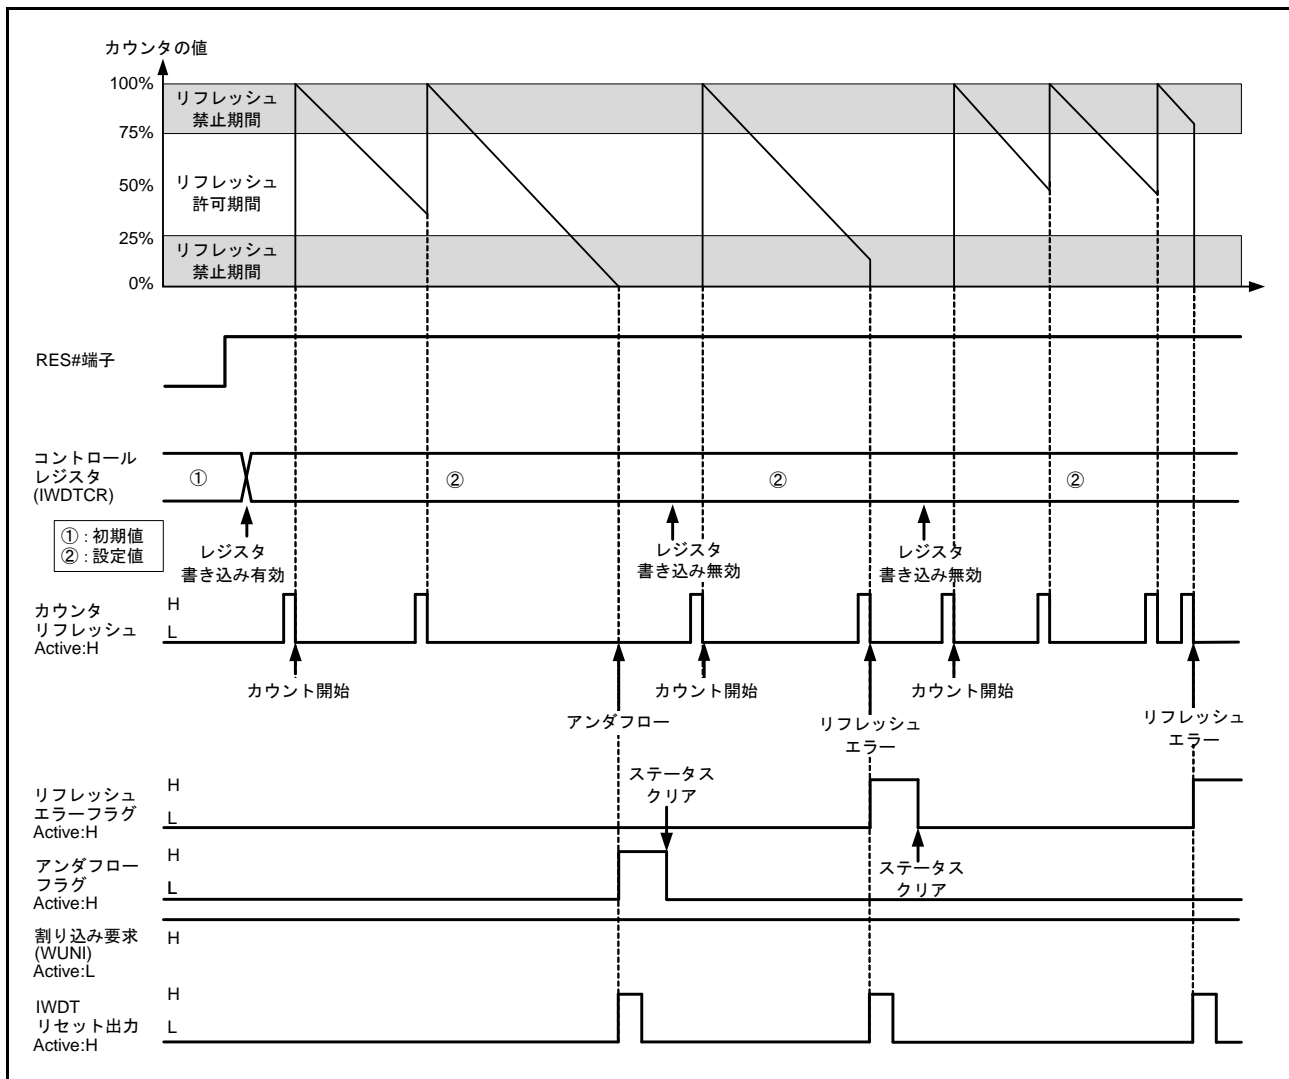 カウンタの値
100%
リフレッシュ
禁止期間
75%
50%
リフレッシュ
許可期間
25%
リフレッシュ
禁止期間
0%
RES#端子
コントロール
レジスタ
(IWDTCR)
①
②
②
②
①：初期値
②：設定値
レジスタ
書き込み有効
レジスタ
書き込み無効
レジスタ
書き込み無効
カウンタ
リフレッシュ
Active:H
H
L
カウント開始
カウント開始
カウント開始
アンダフロー
リフレッシュ
エラー
リフレッシュ
エラー
リフレッシュ
エラーフラグ
Active:H
H
L
ステータス
クリア
アンダフロー
フラグ
Active:H
H
L
ステータス
クリア
割り込み要求
(WUNI)
Active:L
H
IWDT
リセット出力
Active:H
H
L